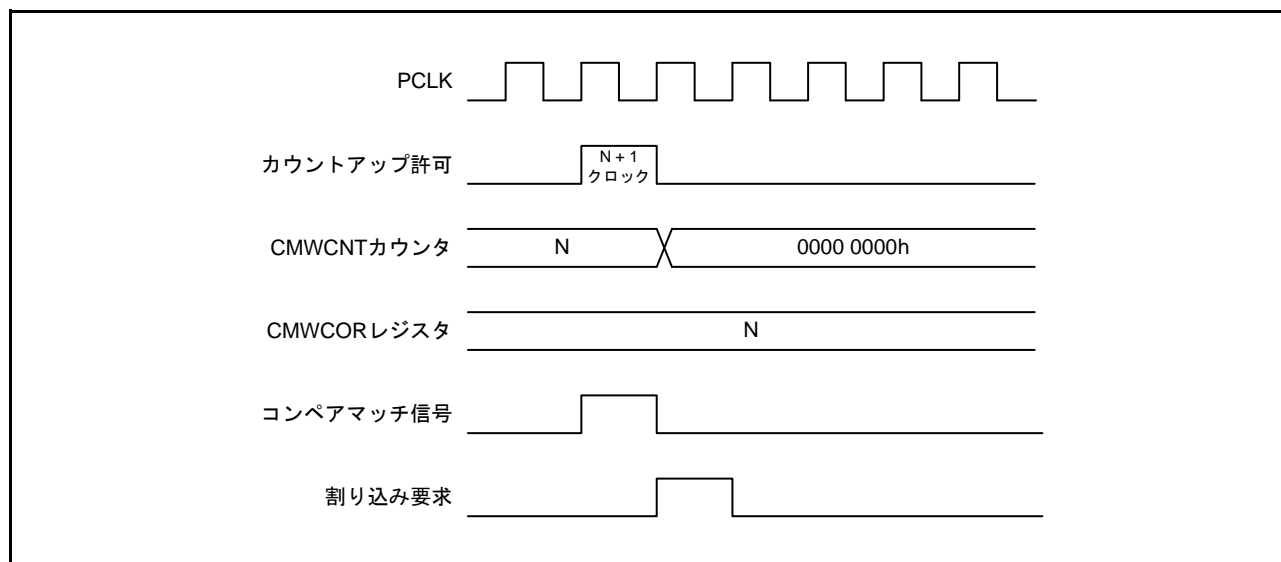 PCLK
カウントアップ許可
N + 1
クロック
CMWCNTカウンタ
N
0000 0000h
CMWCORレジスタ
N
コンペアマッチ信号
割り込み要求